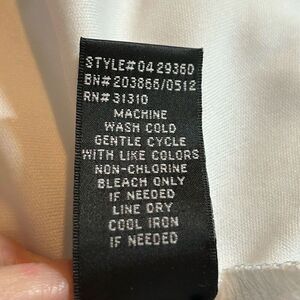 STYLE#0429360
BN#203866/0512
RN#31310
MACHINE
WASH COLD
GENTLE CYCLE
WITH LIKE COLORS
NON-CHLORINE
BLEACH ONLY
IF NEEDED
LINE DRY
COOL IRON
IF NEEDED